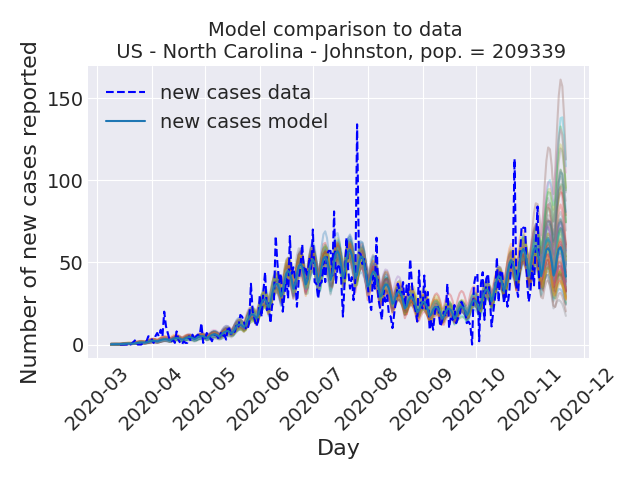 Model comparison to data
US - North Carolina - Johnston, pop. = 209339
Number of new cases reported
150
100
50
0
new cases data
new cases model
2020-03
2020-04
2020-05
2020-06
2020-07
2020-08
2020-09
2020-10
2020-11
2020-12
Day